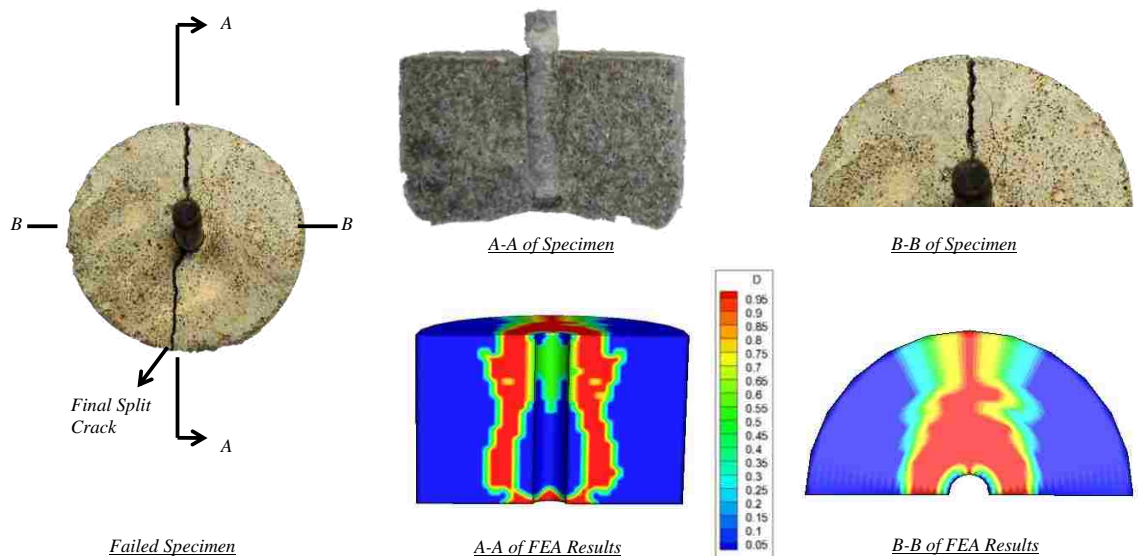 A
B
B
Final Split
Crack
A
Failed Specimen
A-A of Specimen
B-B of Specimen
D
0.95
0.9
0.85
0.8
0.75
0.7
0.65
0.6
0.55
0.5
0.45
0.4
0.35
0.3
0.25
0.2
0.15
0.1
0.05
A-A of FEA Results
B-B of FEA Results